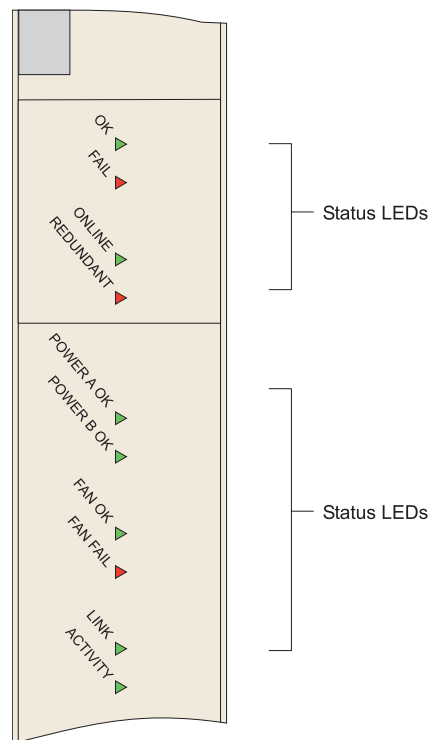 OK
FAIL
ONLINE
REDUNDANT
Status LEDs
POWER A OK
POWER B OK
FAN OK
FAN FAIL
LINK
ACTIVITY
Status LEDs